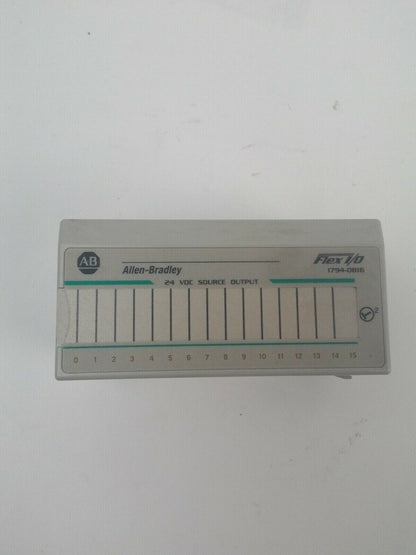 AB
Allen-Bradley
Flex I/O
1794-OB16
24 VDC SOURCE OUTPUT
2
0 1 2 3 4 5 6 7 8 9 10 11 12 13 14 15